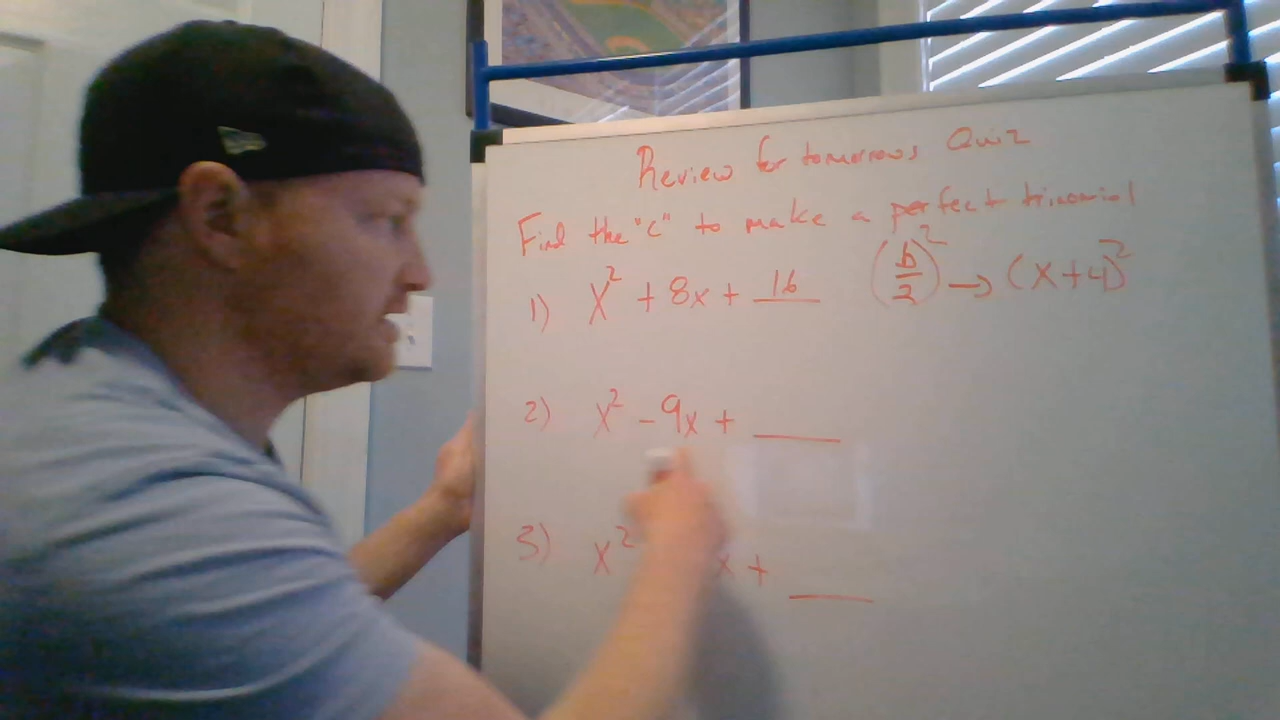 Review for tomorrows Quiz
Find the "c" to make a perfect trinomial
1) x² + 8x + 16 (b/2)² → (x+4)²
2) x² - 9x + ___
3) x² x + ___